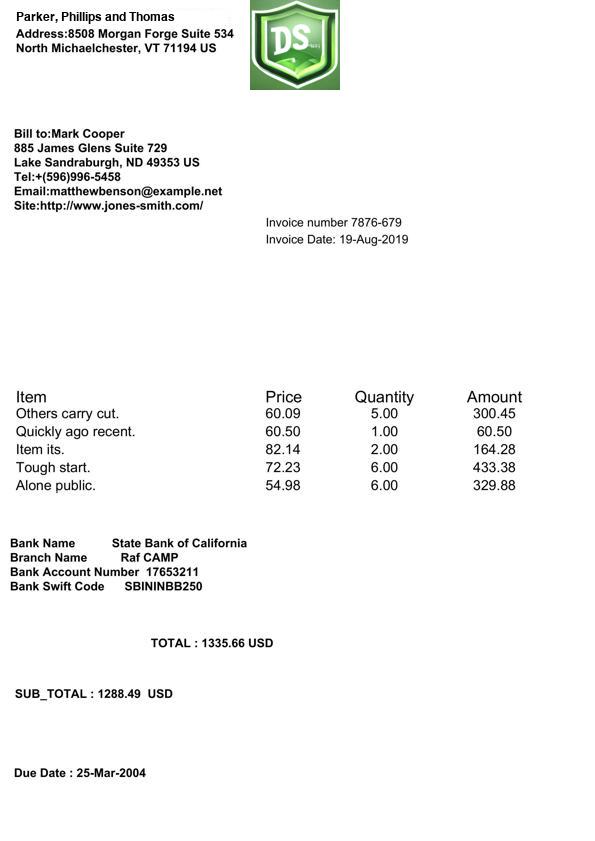 Parker, Phillips and Thomas
Address:8508 Morgan Forge Suite 534
North Michaelchester, VT 71194 US
DS
Bill to:Mark Cooper
885 James Glens Suite 729
Lake Sandraburgh, ND 49353 US
Tel:+(596)996-5458
Email:matthewbenson@example.net
Site:http://www.jones-smith.com/
Invoice number 7876-679
Invoice Date: 19-Aug-2019
Item Price Quantity Amount
Others carry cut. 60.09 5.00 300.45
Quickly ago recent. 60.50 1.00 60.50
Item its. 82.14 2.00 164.28
Tough start. 72.23 6.00 433.38
Alone public. 54.98 6.00 329.88
Bank Name State Bank of California
Branch Name Raf CAMP
Bank Account Number 17653211
Bank Swift Code SBININBB250
TOTAL : 1335.66 USD
SUB_TOTAL : 1288.49 USD
Due Date : 25-Mar-2004